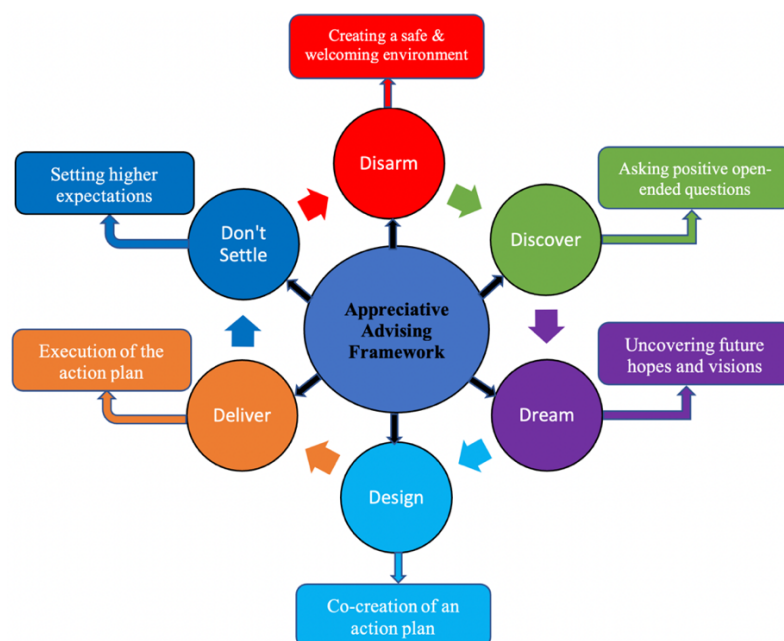 Creating a safe &
welcoming environment
Disarm
Setting higher
expectations
Asking positive open-
ended questions
Don't
Settle
Discover
Appreciative
Advising
Framework
Execution of the
action plan
Uncovering future
hopes and visions
Deliver
Dream
Design
Co-creation of an
action plan